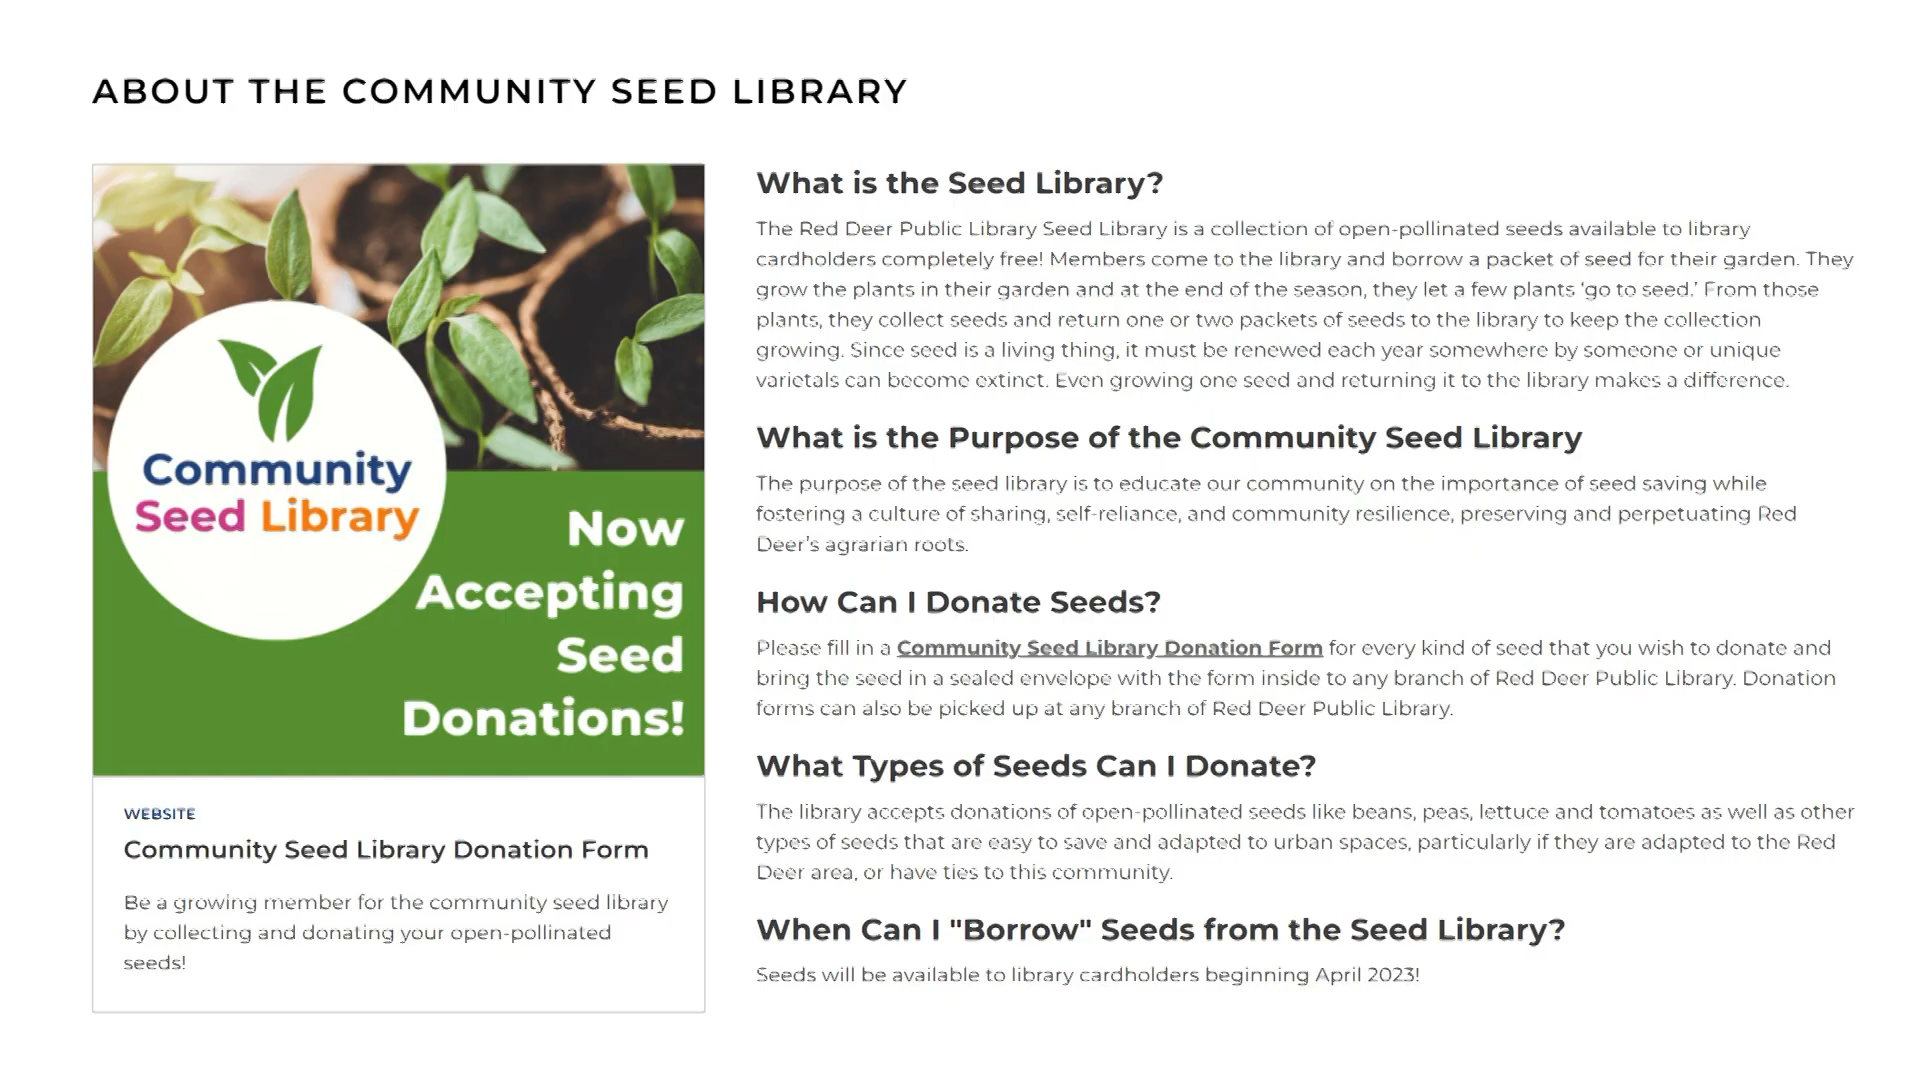 ABOUT THE COMMUNITY SEED LIBRARY
Community
Seed Library
Now
Accepting
Seed
Donations!
WEBSITE
Community Seed Library Donation Form
Be a growing member for the community seed library
by collecting and donating your open-pollinated
seeds!
What is the Seed Library?
The Red Deer Public Library Seed Library is a collection of open-pollinated seeds available to library
cardholders completely free! Members come to the library and borrow a packet of seed for their garden. They
grow the plants in their garden and at the end of the season, they let a few plants ‘go to seed.’ From those
plants, they collect seeds and return one or two packets of seeds to the library to keep the collection
growing. Since seed is a living thing, it must be renewed each year somewhere by someone or unique
varietals can become extinct. Even growing one seed and returning it to the library makes a difference.
What is the Purpose of the Community Seed Library
The purpose of the seed library is to educate our community on the importance of seed saving while
fostering a culture of sharing, self-reliance, and community resilience, preserving and perpetuating Red
Deer’s agrarian roots.
How Can I Donate Seeds?
Please fill in a Community Seed Library Donation Form for every kind of seed that you wish to donate and
bring the seed in a sealed envelope with the form inside to any branch of Red Deer Public Library. Donation
forms can also be picked up at any branch of Red Deer Public Library.
What Types of Seeds Can I Donate?
The library accepts donations of open-pollinated seeds like beans, peas, lettuce and tomatoes as well as other
types of seeds that are easy to save and adapted to urban spaces, particularly if they are adapted to the Red
Deer area, or have ties to this community.
When Can I "Borrow" Seeds from the Seed Library?
Seeds will be available to library cardholders beginning April 2023!